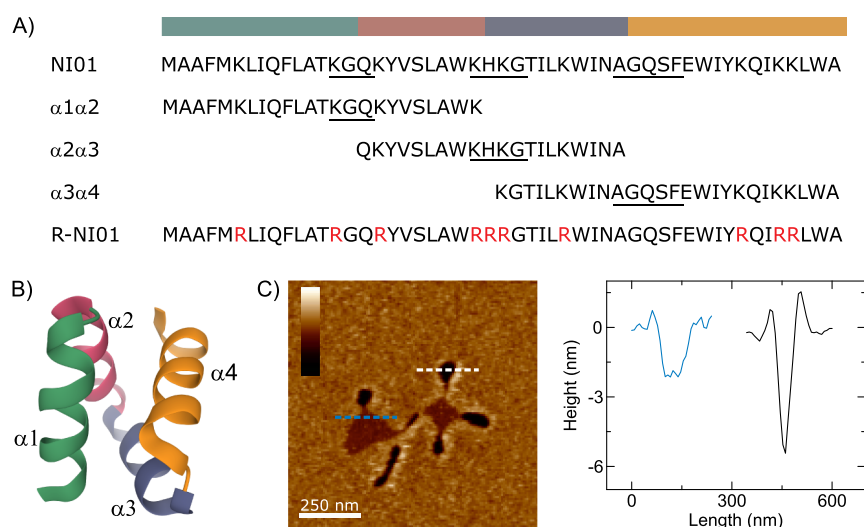 A)
NI01 MAAFMKLIQFLATKGQKYVSLAWKHKGTILKWINAGQSFEWIYKQIKKLWA
α1α2 MAAFMKLIQFLATKGQKYVSLAWK
α2α3 QKYVSLAWKHKGTILKWINA
α3α4 KGTILKWINAGQSFEWIYKQIKKLWA
R-NI01 MAAFMRLIQFLATRGQRYVSLAWRRRGTILRWINAGQSFEWIYRQIRRLWA
B)
α2
α4
α1
α3
C)
250 nm
Height (nm)
0
-3
-6
0 300 600
Length (nm)